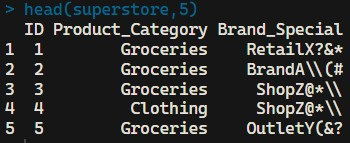 > head(superstore,5)
ID Product_Category Brand_Special
1 1 Groceries RetailX?&*
2 2 Groceries BrandA\\(#
3 3 Groceries ShopZ@*\\
4 4 Clothing ShopZ@*\\
5 5 Groceries OutletY(&?